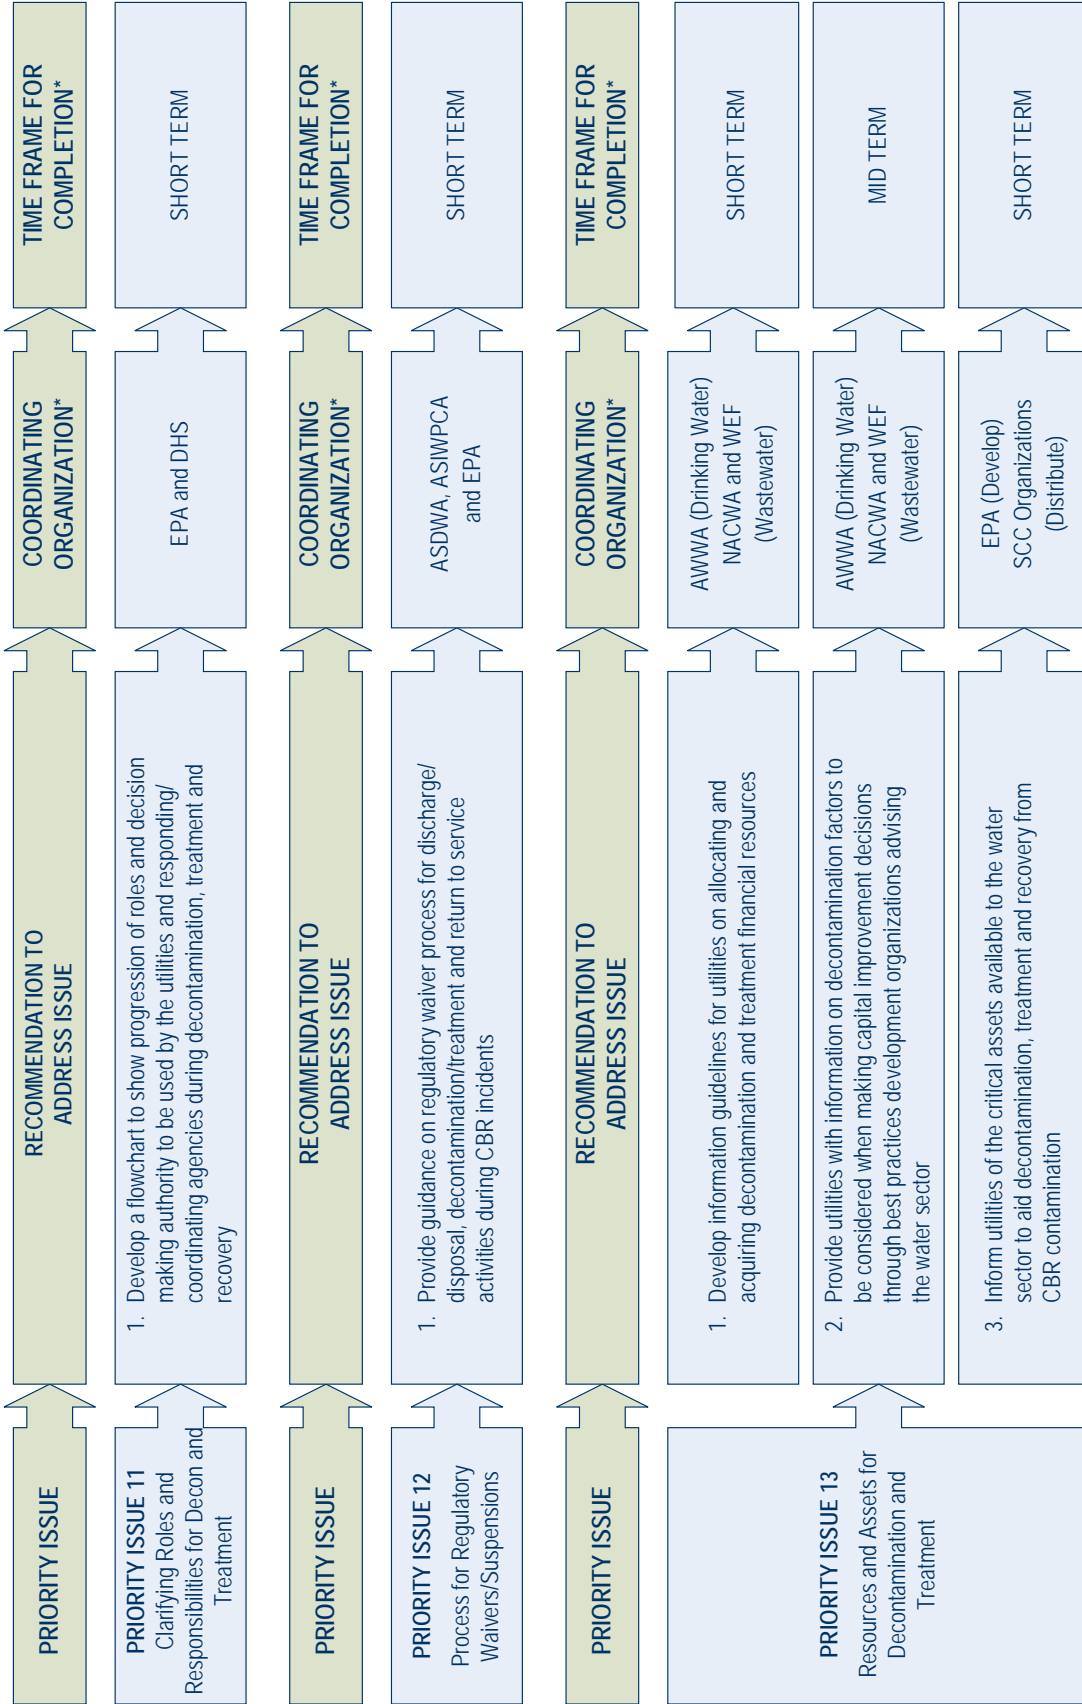 PRIORITY ISSUE
RECOMMENDATION TO
ADDRESS ISSUE
COORDINATING
ORGANIZATION*
TIME FRAME FOR
COMPLETION*
PRIORITY ISSUE 11
Clarifying Roles and
Responsibilities for Decon and
Treatment
1. Develop a flowchart to show progression of roles and decision
making authority to be used by the utilities and responding/
coordinating agencies during decontamination, treatment and
recovery
EPA and DHS
SHORT TERM
PRIORITY ISSUE
RECOMMENDATION TO
ADDRESS ISSUE
COORDINATING
ORGANIZATION*
TIME FRAME FOR
COMPLETION*
PRIORITY ISSUE 12
Process for Regulatory
Waivers/Suspensions
1. Provide guidance on regulatory waiver process for discharge/
disposal, decontamination/treatment and return to service
activities during CBR incidents
ASDWA, ASIWPCA
and EPA
SHORT TERM
PRIORITY ISSUE
RECOMMENDATION TO
ADDRESS ISSUE
COORDINATING
ORGANIZATION*
TIME FRAME FOR
COMPLETION*
PRIORITY ISSUE 13
Resources and Assets for
Decontamination and
Treatment
1. Develop information guidelines for utilities on allocating and
acquiring decontamination and treatment financial resources
AWWA (Drinking Water)
NACWA and WEF
(Wastewater)
SHORT TERM
2. Provide utilities with information on decontamination factors to
be considered when making capital improvement decisions
through best practices development organizations advising
the water sector
AWWA (Drinking Water)
NACWA and WEF
(Wastewater)
MID TERM
3. Inform utilities of the critical assets available to the water
sector to aid decontamination, treatment and recovery from
CBR contamination
EPA (Develop)
SCC Organizations
(Distribute)
SHORT TERM